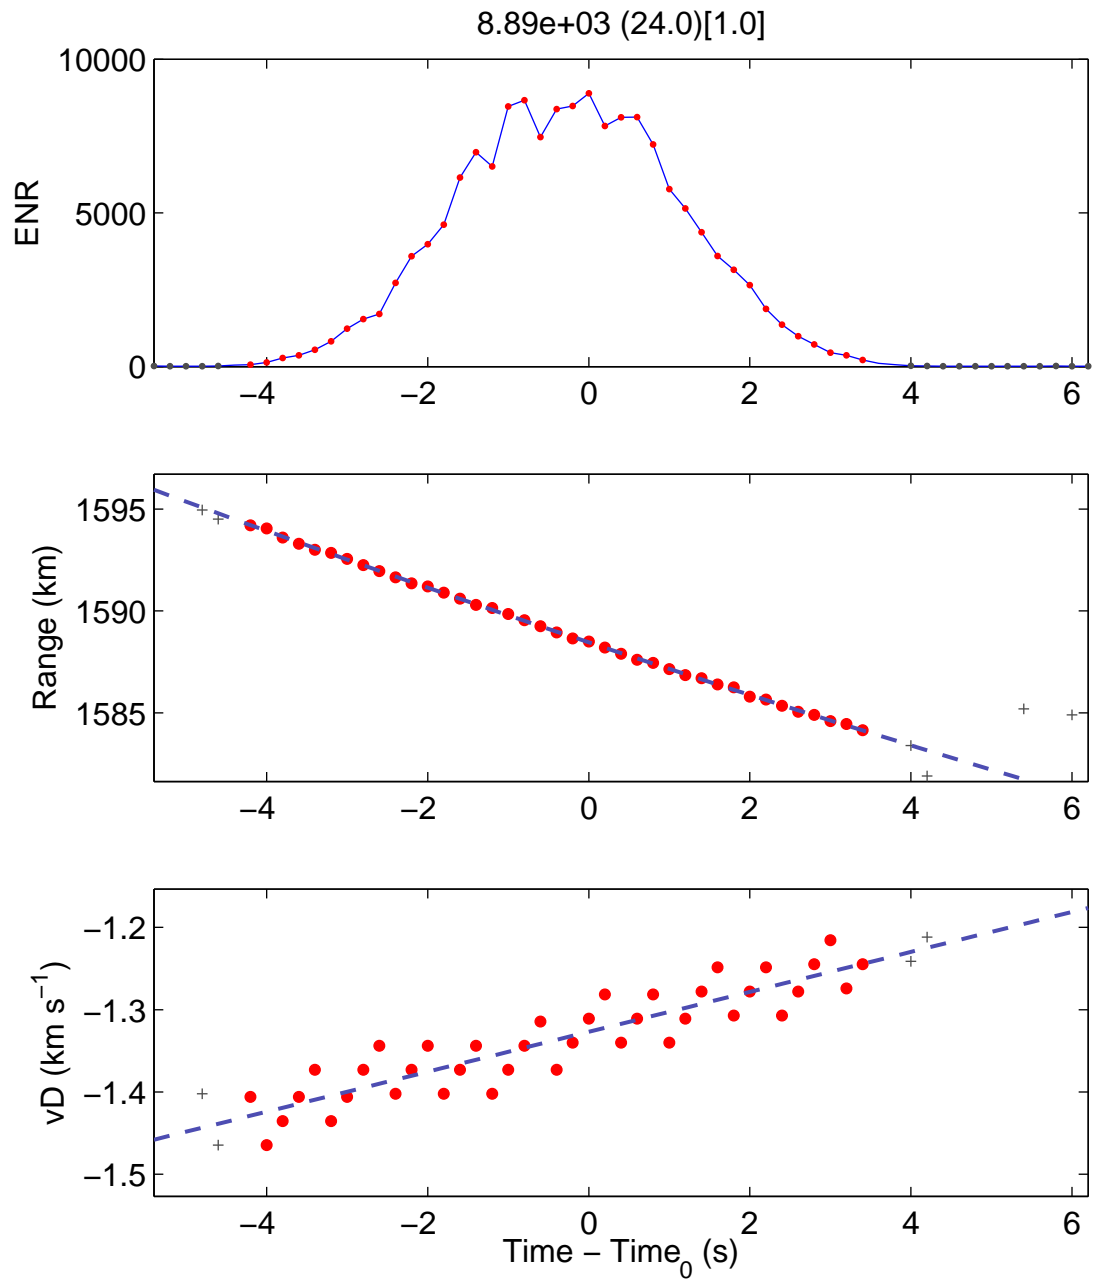 8.89e+03 (24.0)[1.0]
10000
5000
0
ENR
−4 −2 0 2 4 6
1595
1590
1585
Range (km)
−4 −2 0 2 4 6
−1.2
−1.3
−1.4
−1.5
vD (km s−1)
−4 −2 0 2 4 6
Time − Time0 (s)